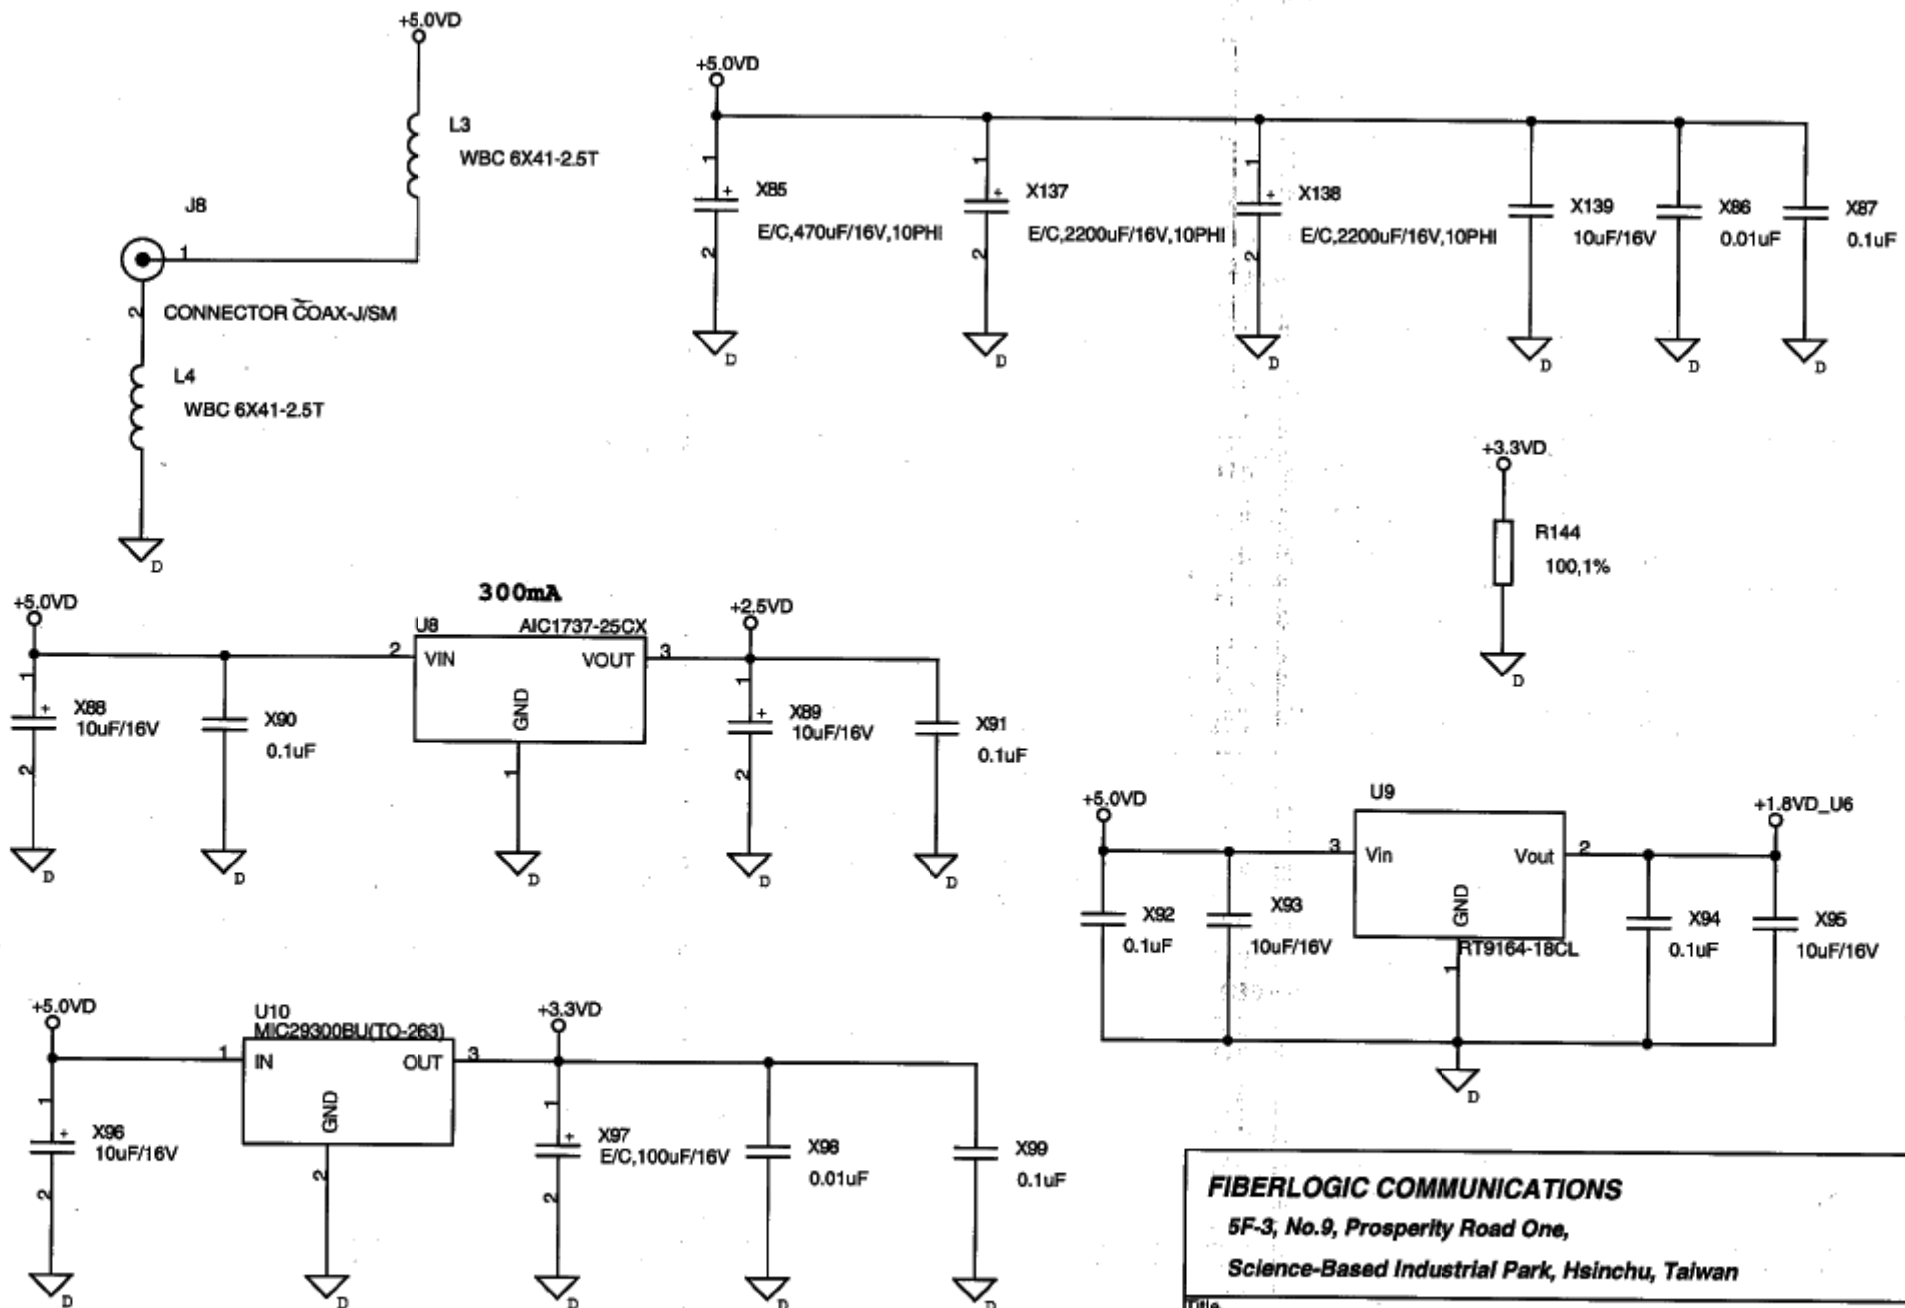 +5.0VD
L3
WBC 6X41-2.5T
J8
1
2
CONNECTOR COAX-J/SM
L4
WBC 6X41-2.5T
D
+5.0VD
1
X85
E/C,470uF/16V,10PHI
2
D
1
X137
E/C,2200uF/16V,10PHI
2
D
1
X138
E/C,2200uF/16V,10PHI
2
D
X139
10uF/16V
D
X86
0.01uF
D
X87
0.1uF
D
+3.3VD
R144
100,1%
D
300mA
+5.0VD
U8
AIC1737-25CX
2
VIN
VOUT
3
GND
1
D
1
X88
10uF/16V
2
D
X90
0.1uF
D
+2.5VD
1
X89
10uF/16V
2
D
X91
0.1uF
D
+5.0VD
U9
3
Vin
Vout
2
GND
RT9164-18CL
1
+1.8VD_U6
X92
0.1uF
X93
10uF/16V
X94
0.1uF
X95
10uF/16V
D
+5.0VD
U10
MIC29300BU(TO-263)
1
IN
OUT
3
GND
2
D
1
X96
10uF/16V
2
D
+3.3VD
1
X97
E/C,100uF/16V
2
D
X98
0.01uF
D
X99
0.1uF
D
FIBERLOGIC COMMUNICATIONS
5F-3, No.9, Prosperity Road One,
Science-Based Industrial Park, Hsinchu, Taiwan
Title